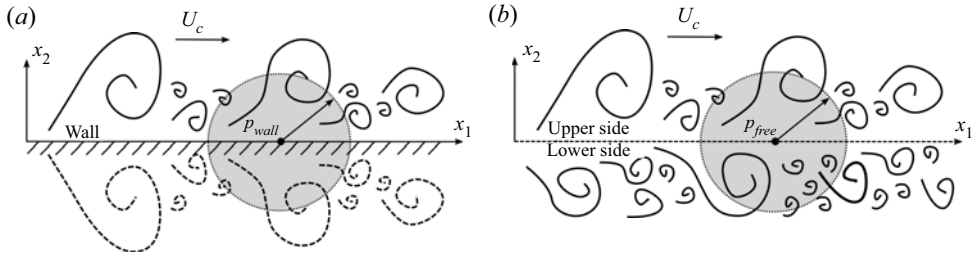 (a)
U_c
x_2
Wall
p_wall
x_1
(b)
U_c
x_2
Upper side
Lower side
p_free
x_1